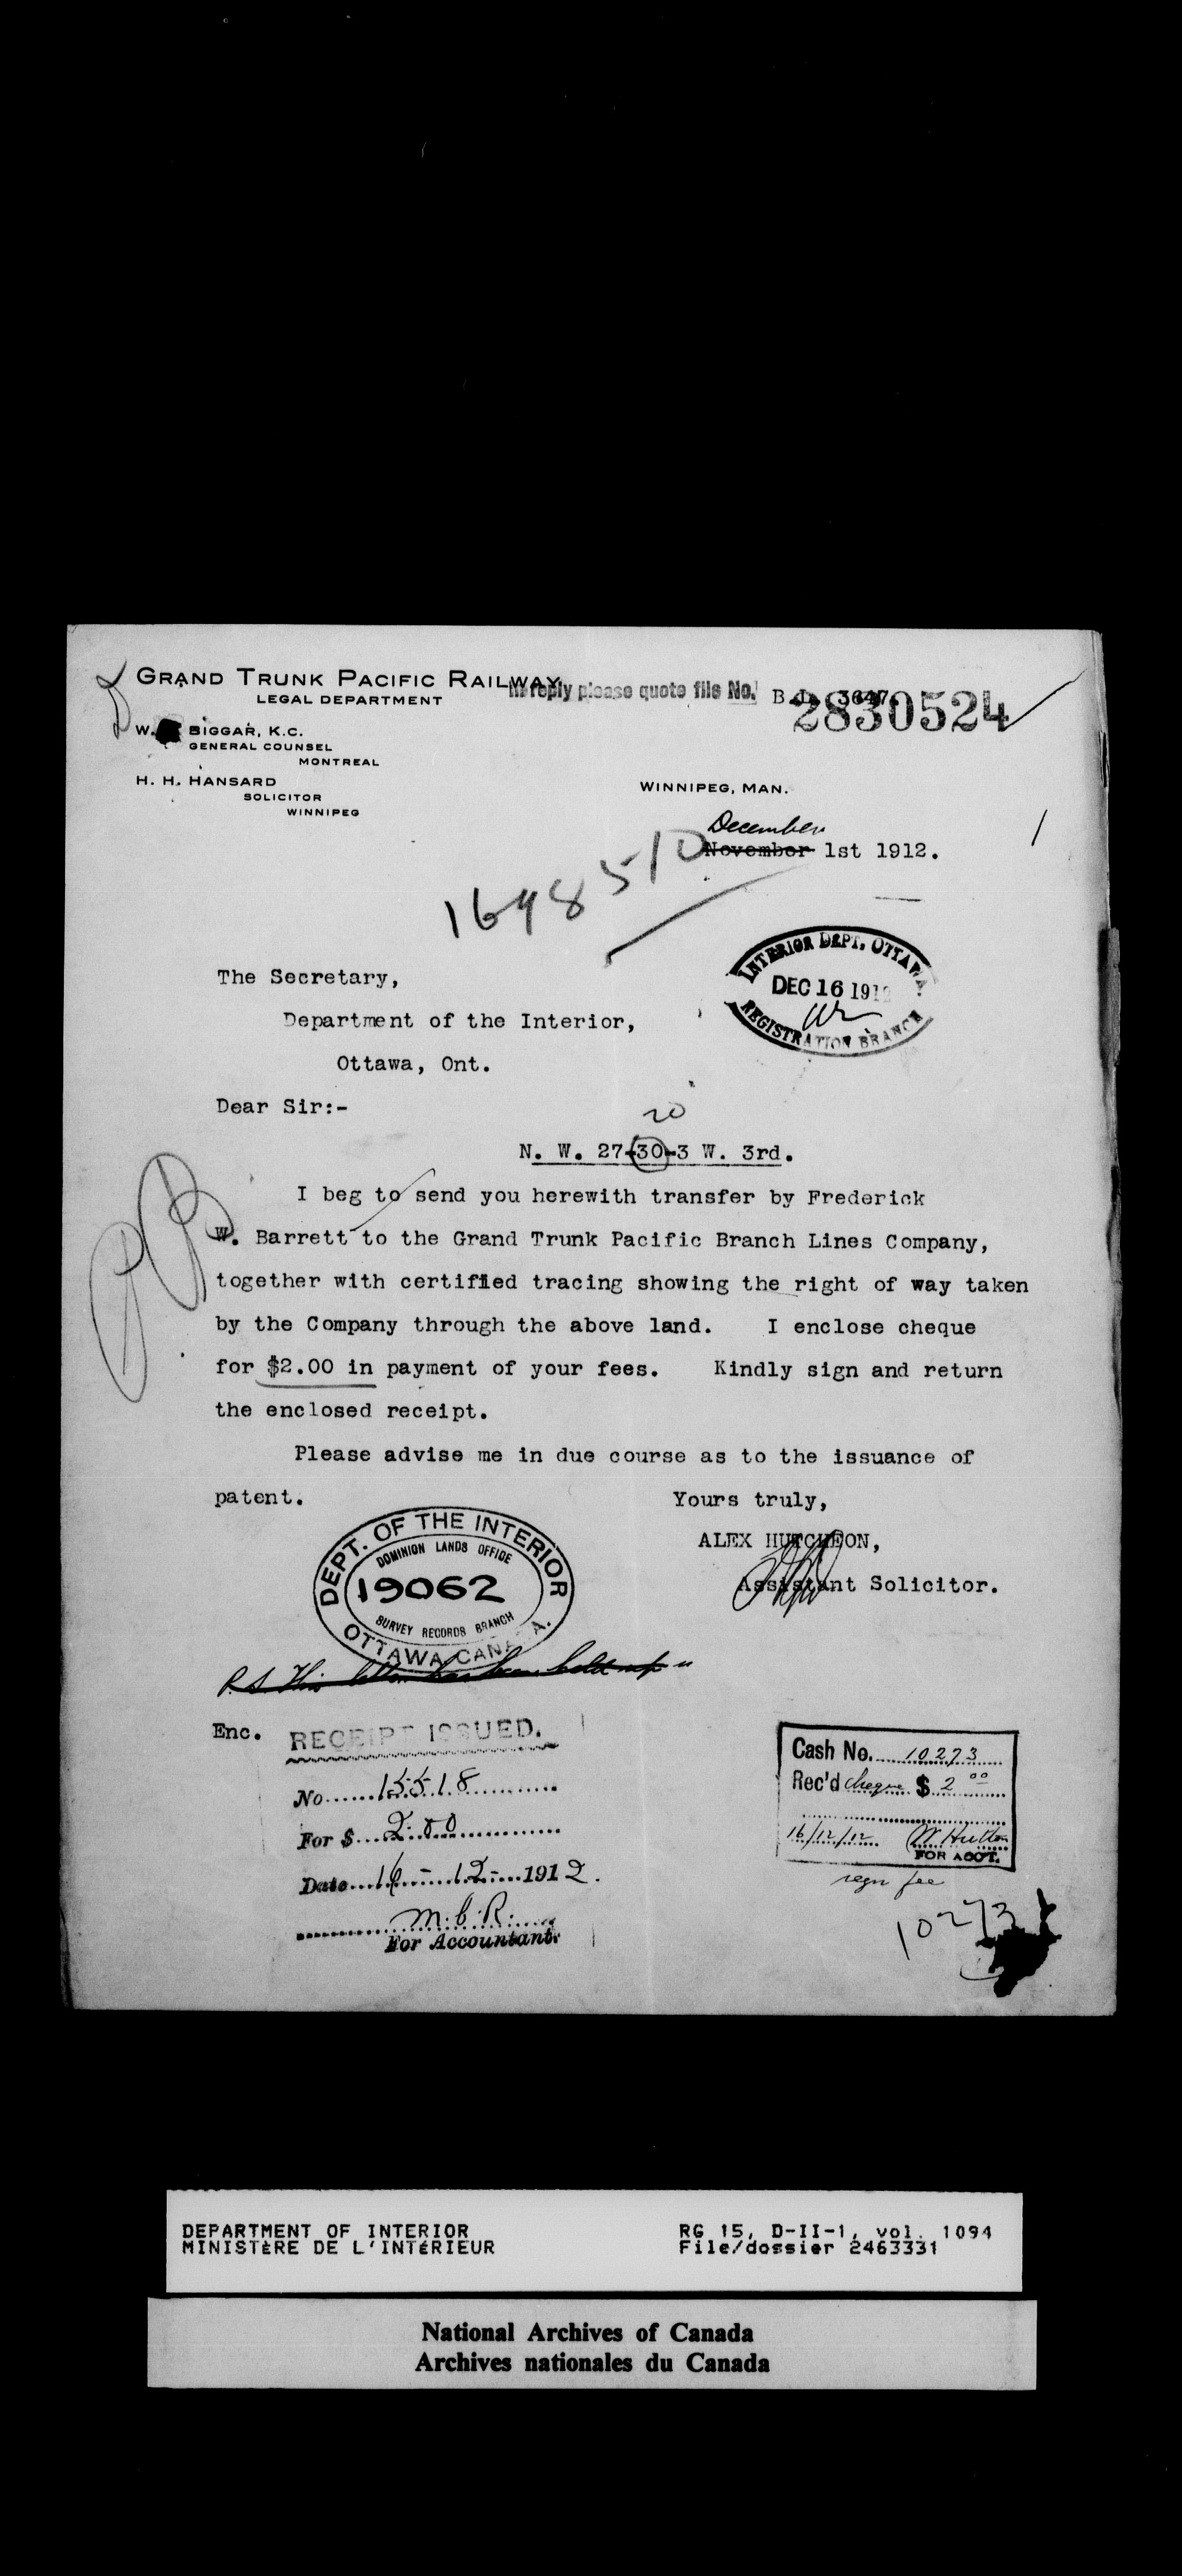 GRAND TRUNK PACIFIC RAILWAY
LEGAL DEPARTMENT
In reply please quote file No. B.L. 3647
2830524
W. BIGGAR, K.C.
GENERAL COUNSEL
MONTREAL
H. H. HANSARD
SOLICITOR
WINNIPEG
WINNIPEG, MAN.
December
November 1st 1912.
1698510
INTERIOR DEPT. OTTAWA
DEC 16 1912
REGISTRATION BRANCH
The Secretary,
Department of the Interior,
Ottawa, Ont.
Dear Sir:-
20
N. W. 27-30-3 W. 3rd.
I beg to send you herewith transfer by Frederick
W. Barrett to the Grand Trunk Pacific Branch Lines Company,
together with certified tracing showing the right of way taken
by the Company through the above land. I enclose cheque
for $2.00 in payment of your fees. Kindly sign and return
the enclosed receipt.
Please advise me in due course as to the issuance of
patent.
Yours truly,
ALEX HUTCHEON,
Assistant Solicitor.
DEPT. OF THE INTERIOR
DOMINION LANDS OFFICE
19062
SURVEY RECORDS BRANCH
OTTAWA CANADA.
P.S. This letter has been held up
Enc.
RECEIPT ISSUED.
No. 15518
For $ 2.00
Date 16-12-1912.
M.C.R.
For Accountant.
Cash No. 10273
Rec'd cheque $ 2 00
16/12/12 W Hutton
FOR ACCT.
regn fee
10273
DEPARTMENT OF INTERIOR
MINISTÈRE DE L'INTÉRIEUR
RG 15, D-II-1, vol. 1094
File/dossier 2463331
National Archives of Canada
Archives nationales du Canada